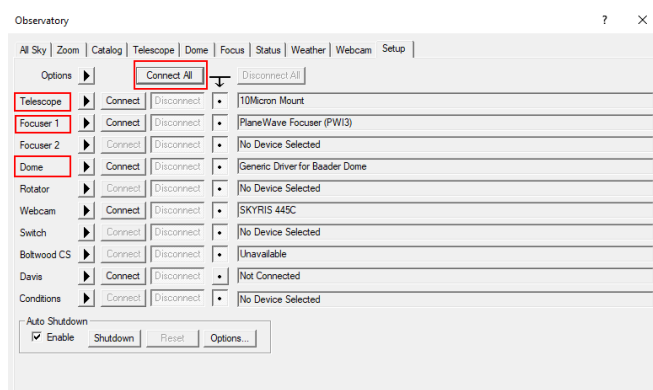 Observatory
All Sky Zoom Catalog Telescope Dome Focus Status Weather Webcam Setup
Options Connect All Disconnect All
Telescope Connect Disconnect 10Micron Mount
Focuser 1 Connect Disconnect PlaneWave Focuser (PWI3)
Focuser 2 Connect Disconnect No Device Selected
Dome Connect Disconnect Generic Driver for Baader Dome
Rotator Connect Disconnect No Device Selected
Webcam Connect Disconnect SKYRIS 445C
Switch Connect Disconnect No Device Selected
Boltwood CS Connect Disconnect Unavailable
Davis Connect Disconnect Not Connected
Conditions Connect Disconnect No Device Selected
Auto Shutdown
Enable Shutdown Reset Options...